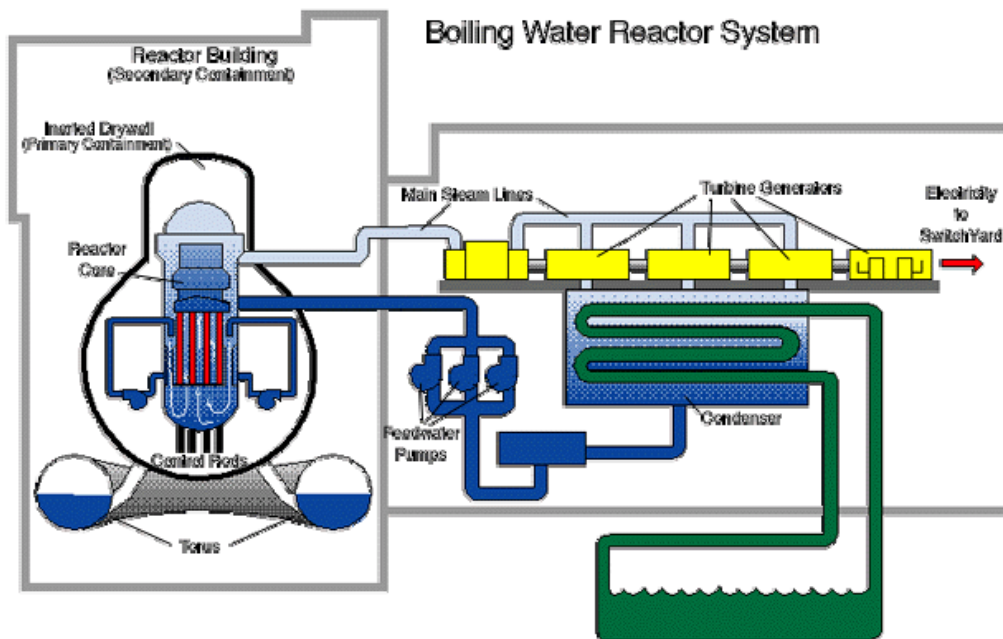 Boiling Water Reactor System
Reactor Building
(Secondary Containment)
Inerted Drywell
(Primary Containment)
Main Steam Lines
Turbine Generators
Electricity
to
SwitchYard
Reactor
Core
Feedwater
Pumps
Condenser
Control Rods
Torus